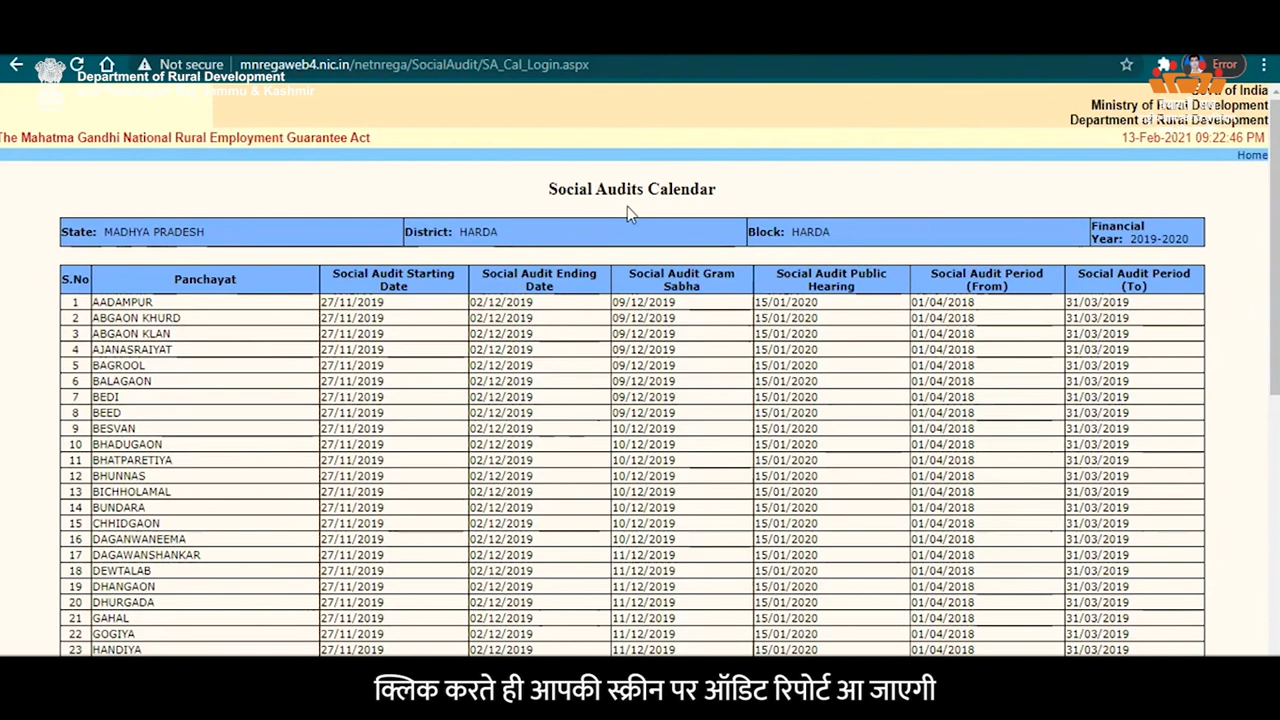 Not secure mnregaweb4.nic.in/netnrega/SocialAudit/SA_Cal_Login.aspx Error
Department of Rural Development
Jammu & Kashmir
Govt of India
Ministry of Rural Development
Department of Rural Development
The Mahatma Gandhi National Rural Employment Guarantee Act 13-Feb-2021 09:22:46 PM
Home
Social Audits Calendar
State: MADHYA PRADESH District: HARDA Block: HARDA Financial Year: 2019-2020
S.No Panchayat Social Audit Starting Date Social Audit Ending Date Social Audit Gram Sabha Social Audit Public Hearing Social Audit Period (From) Social Audit Period (To)
1 AADAMPUR 27/11/2019 02/12/2019 09/12/2019 15/01/2020 01/04/2018 31/03/2019
2 ABGAON KHURD 27/11/2019 02/12/2019 09/12/2019 15/01/2020 01/04/2018 31/03/2019
3 ABGAON KLAN 27/11/2019 02/12/2019 09/12/2019 15/01/2020 01/04/2018 31/03/2019
4 AJANASRAIYAT 27/11/2019 02/12/2019 09/12/2019 15/01/2020 01/04/2018 31/03/2019
5 BAGROOL 27/11/2019 02/12/2019 09/12/2019 15/01/2020 01/04/2018 31/03/2019
6 BALAGAON 27/11/2019 02/12/2019 09/12/2019 15/01/2020 01/04/2018 31/03/2019
7 BEDI 27/11/2019 02/12/2019 09/12/2019 15/01/2020 01/04/2018 31/03/2019
8 BEED 27/11/2019 02/12/2019 09/12/2019 15/01/2020 01/04/2018 31/03/2019
9 BESVAN 27/11/2019 02/12/2019 10/12/2019 15/01/2020 01/04/2018 31/03/2019
10 BHADUGAON 27/11/2019 02/12/2019 10/12/2019 15/01/2020 01/04/2018 31/03/2019
11 BHATPARETIYA 27/11/2019 02/12/2019 10/12/2019 15/01/2020 01/04/2018 31/03/2019
12 BHUNNAS 27/11/2019 02/12/2019 10/12/2019 15/01/2020 01/04/2018 31/03/2019
13 BICHHOLAMAL 27/11/2019 02/12/2019 10/12/2019 15/01/2020 01/04/2018 31/03/2019
14 BUNDARA 27/11/2019 02/12/2019 10/12/2019 15/01/2020 01/04/2018 31/03/2019
15 CHHIDGAON 27/11/2019 02/12/2019 10/12/2019 15/01/2020 01/04/2018 31/03/2019
16 DAGANWANEEMA 27/11/2019 02/12/2019 10/12/2019 15/01/2020 01/04/2018 31/03/2019
17 DAGAWANSHANKAR 27/11/2019 02/12/2019 11/12/2019 15/01/2020 01/04/2018 31/03/2019
18 DEWTALAB 27/11/2019 02/12/2019 11/12/2019 15/01/2020 01/04/2018 31/03/2019
19 DHANGAON 27/11/2019 02/12/2019 11/12/2019 15/01/2020 01/04/2018 31/03/2019
20 DHURGADA 27/11/2019 02/12/2019 11/12/2019 15/01/2020 01/04/2018 31/03/2019
21 GAHAL 27/11/2019 02/12/2019 11/12/2019 15/01/2020 01/04/2018 31/03/2019
22 GOGIYA 27/11/2019 02/12/2019 11/12/2019 15/01/2020 01/04/2018 31/03/2019
23 HANDIYA 27/11/2019 02/12/2019 11/12/2019 15/01/2020 01/04/2018 31/03/2019
क्लिक करते ही आपकी स्क्रीन पर ऑडिट रिपोर्ट आ जाएगी